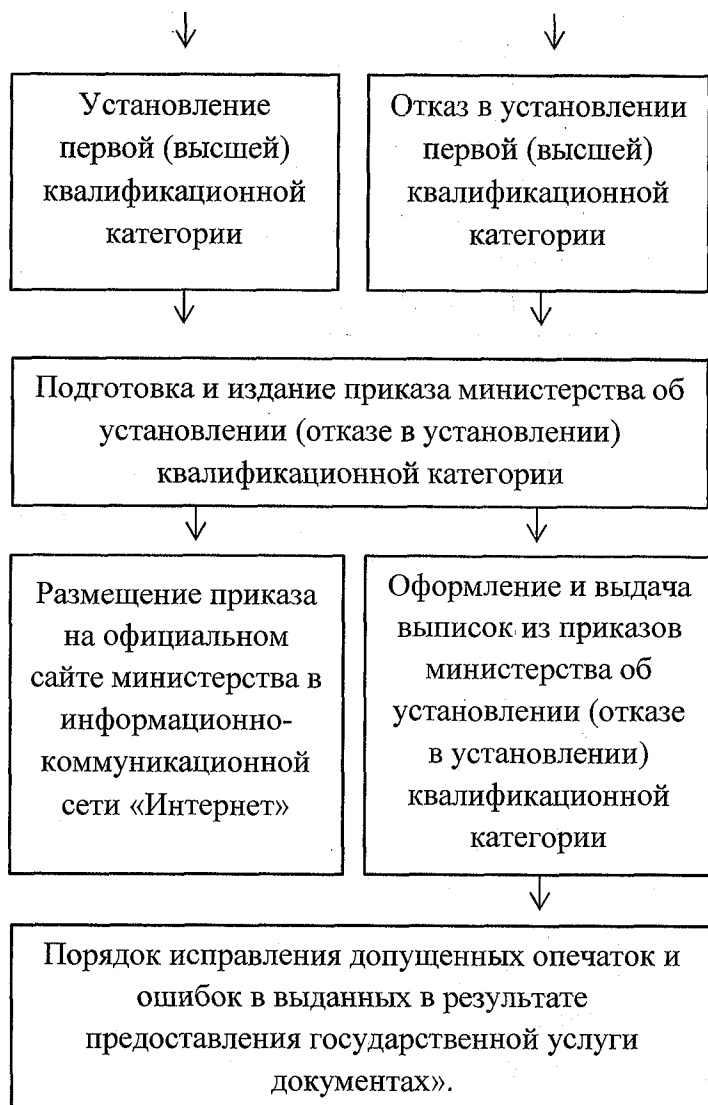 Установление
первой (высшей)
квалификационной
категории
Отказ в установлении
первой (высшей)
квалификационной
категории
Подготовка и издание приказа министерства об
установлении (отказе в установлении)
квалификационной категории
Размещение приказа
на официальном
сайте министерства в
информационно-
коммуникационной
сети «Интернет»
Оформление и выдача
выписок из приказов
министерства об
установлении (отказе
в установлении)
квалификационной
категории
Порядок исправления допущенных опечаток и
ошибок в выданных в результате
предоставления государственной услуги
документах».